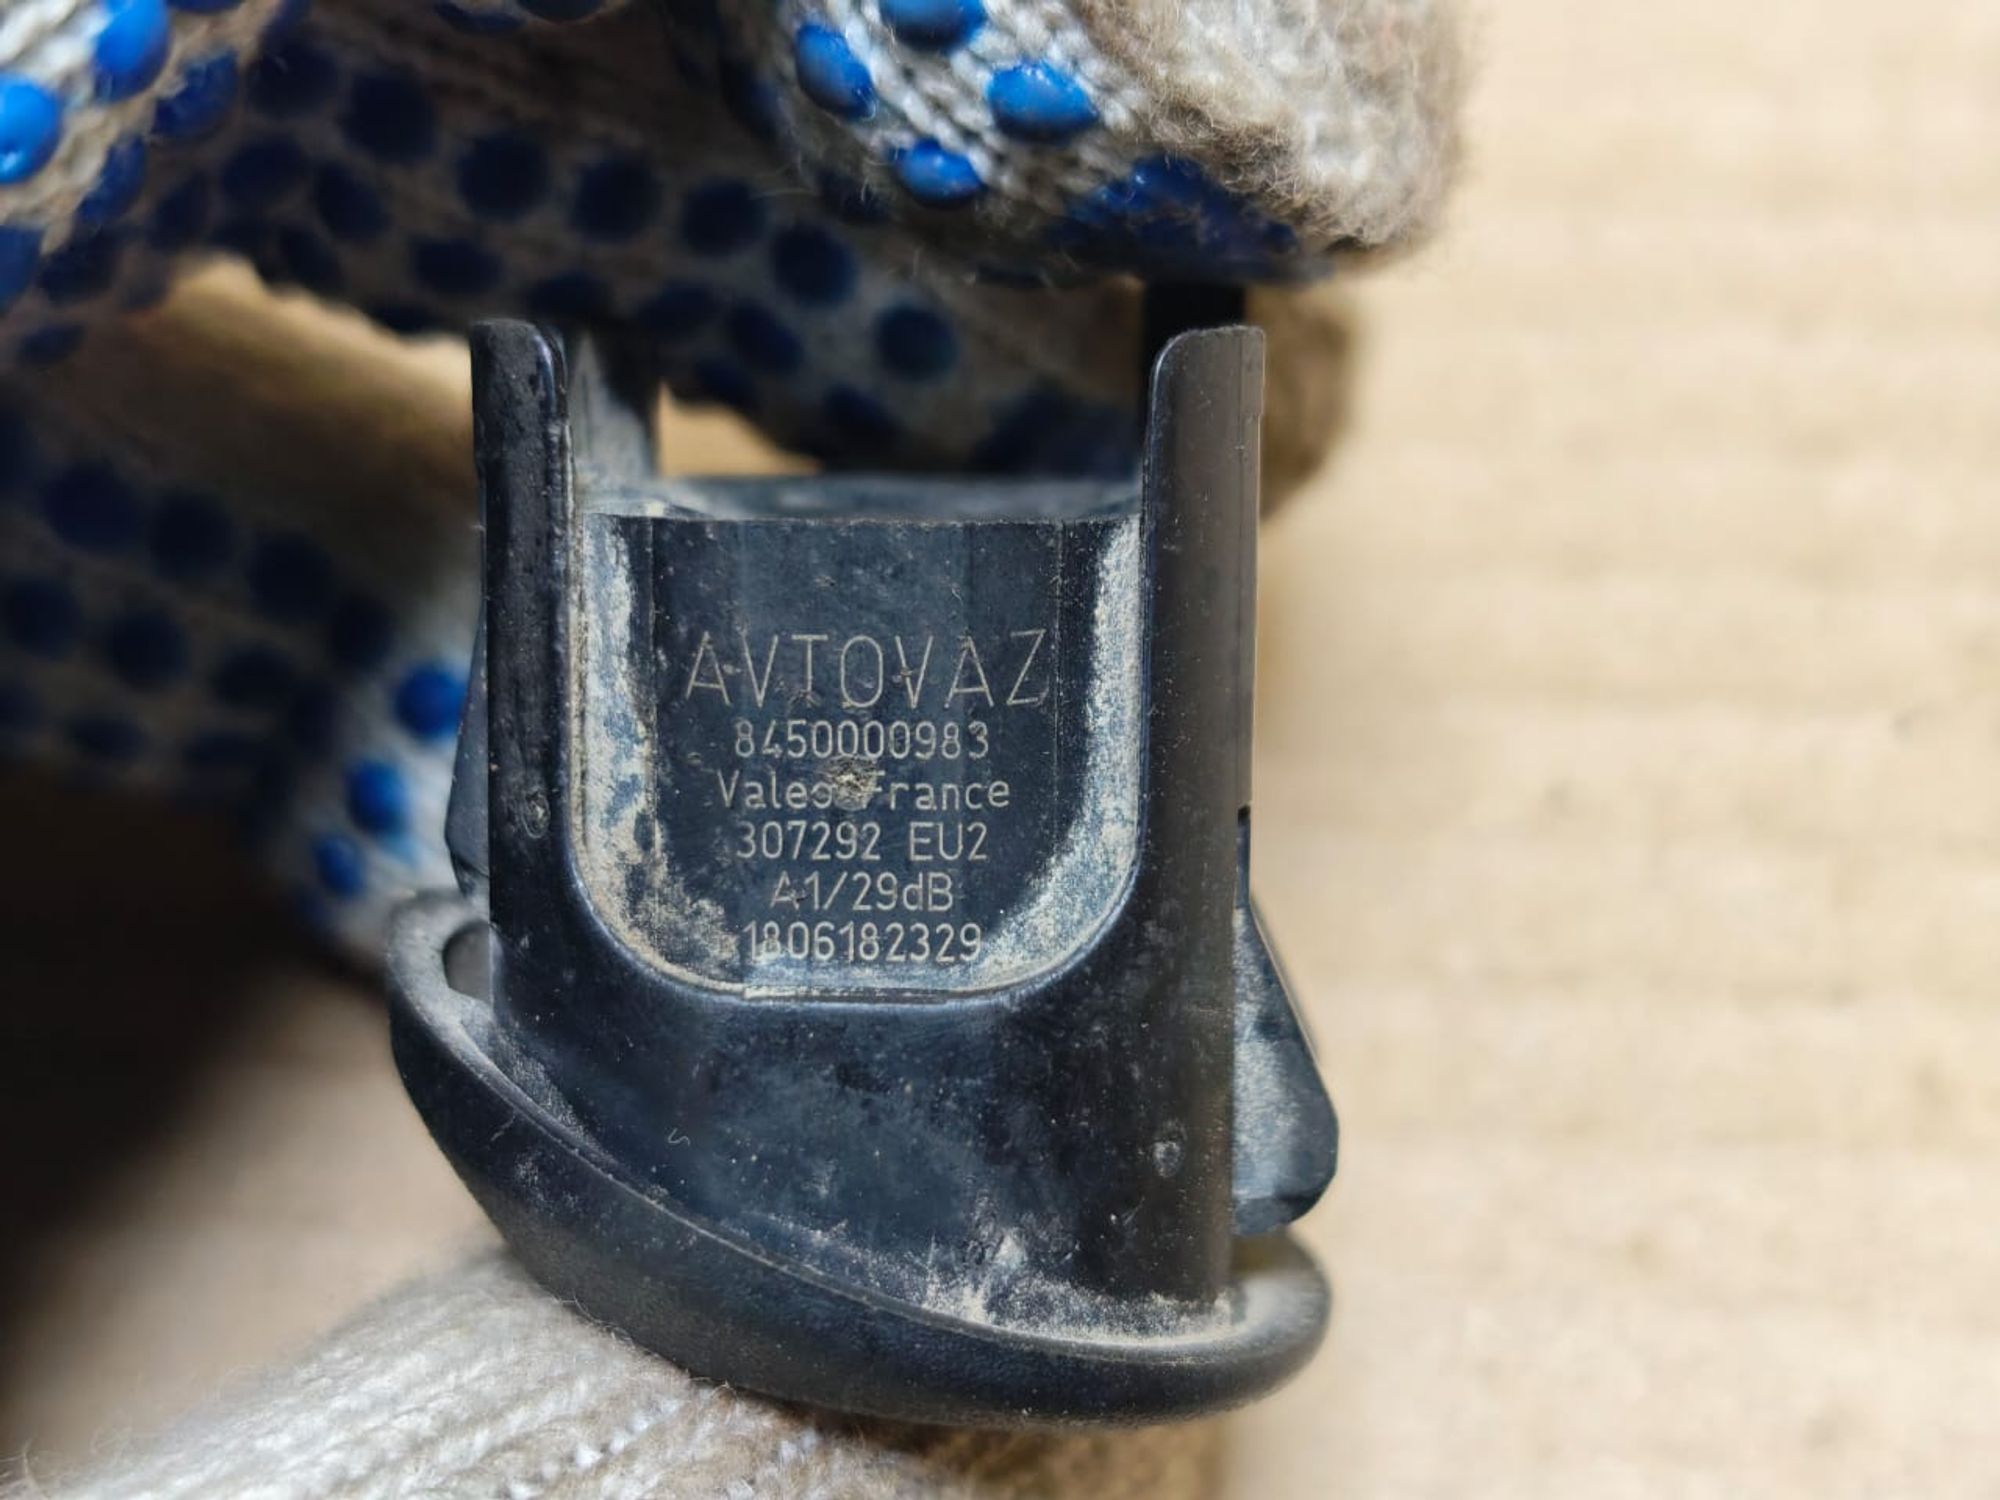 AVTOVAZ
8450000983
Valeo France
307292 EU2
A1/29dB
1806182329